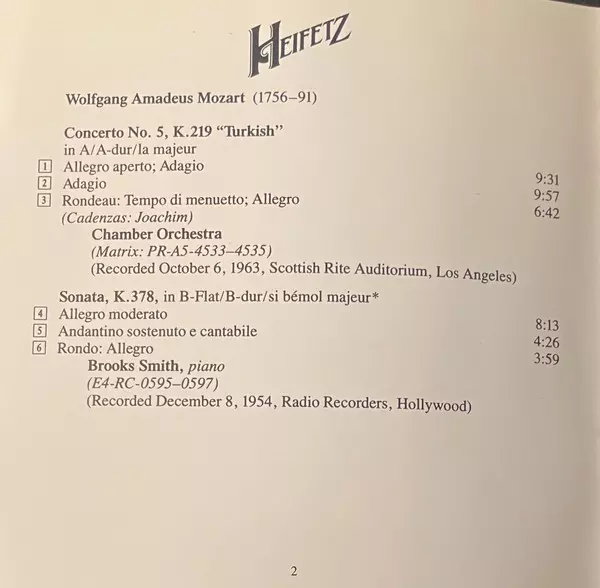 HEIFETZ
Wolfgang Amadeus Mozart (1756–91)
Concerto No. 5, K.219 “Turkish”
in A/A-dur/la majeur
1 Allegro aperto; Adagio 9:31
2 Adagio 9:57
3 Rondeau: Tempo di menuetto; Allegro 6:42
(Cadenzas: Joachim)
Chamber Orchestra
(Matrix: PR-A5-4533–4535)
(Recorded October 6, 1963, Scottish Rite Auditorium, Los Angeles)
Sonata, K.378, in B-Flat/B-dur/si bémol majeur*
4 Allegro moderato 8:13
5 Andantino sostenuto e cantabile 4:26
6 Rondo: Allegro 3:59
Brooks Smith, piano
(E4-RC-0595–0597)
(Recorded December 8, 1954, Radio Recorders, Hollywood)
2